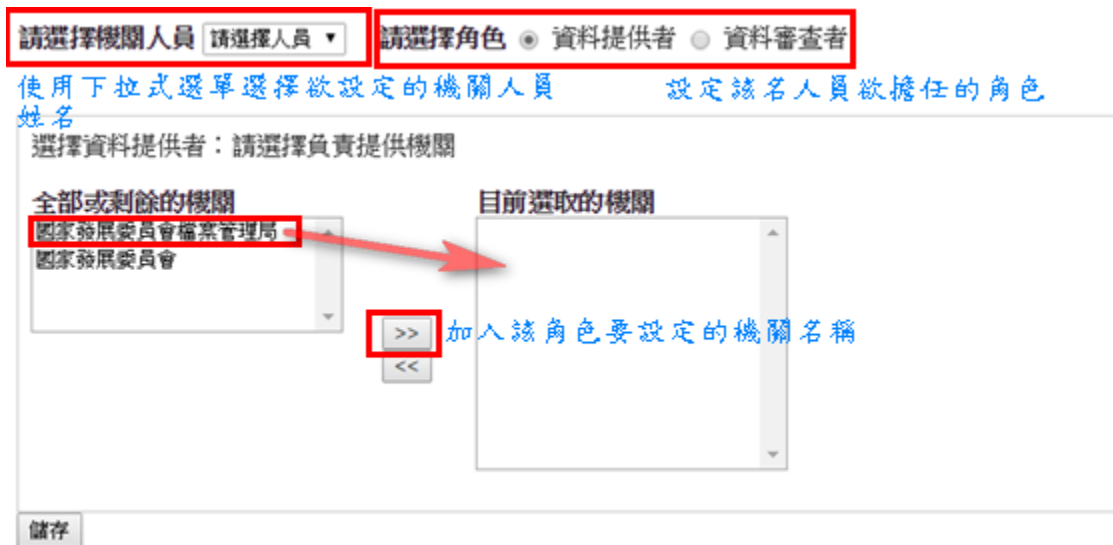 請選擇機關人員 請選擇人員 請選擇角色 資料提供者 資料審查者
使用下拉式選單選擇欲設定的機關人員 設定該名人員欲擔任的角色
姓名
選擇資料提供者：請選擇負責提供機關
全部或剩餘的機關 目前選取的機關
國家發展委員會檔案管理局
國家發展委員會
>> 加入該角色要設定的機關名稱
<<
儲存